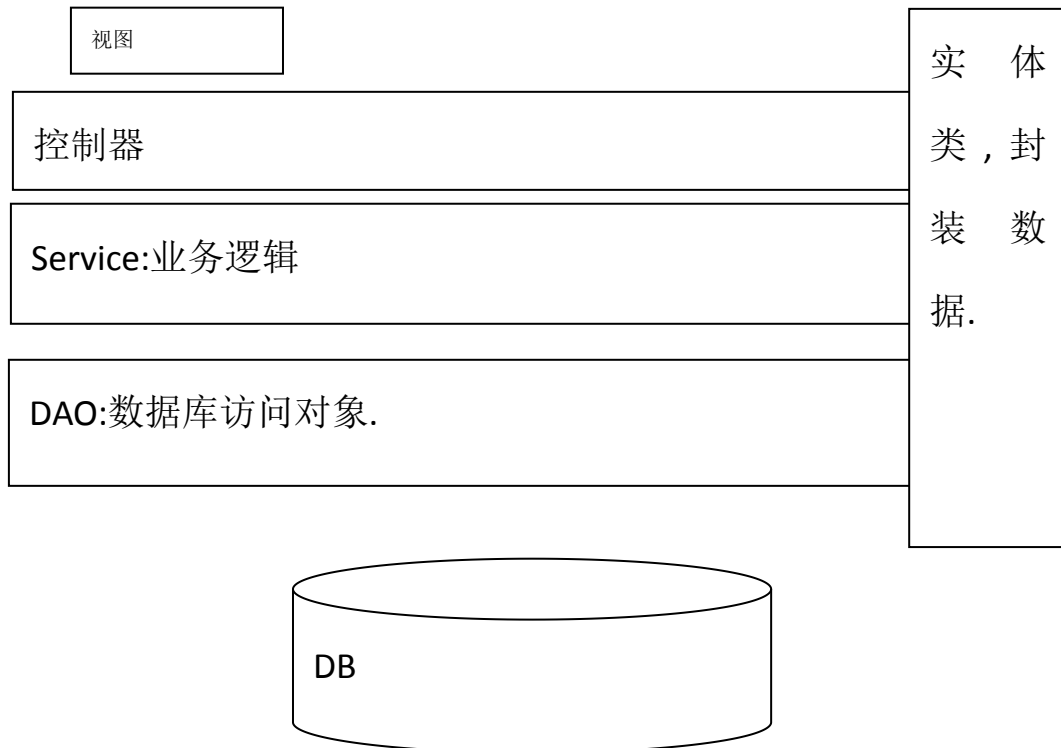 视图
控制器
Service:业务逻辑
DAO:数据库访问对象.
实体
类,封
装数
据.
DB